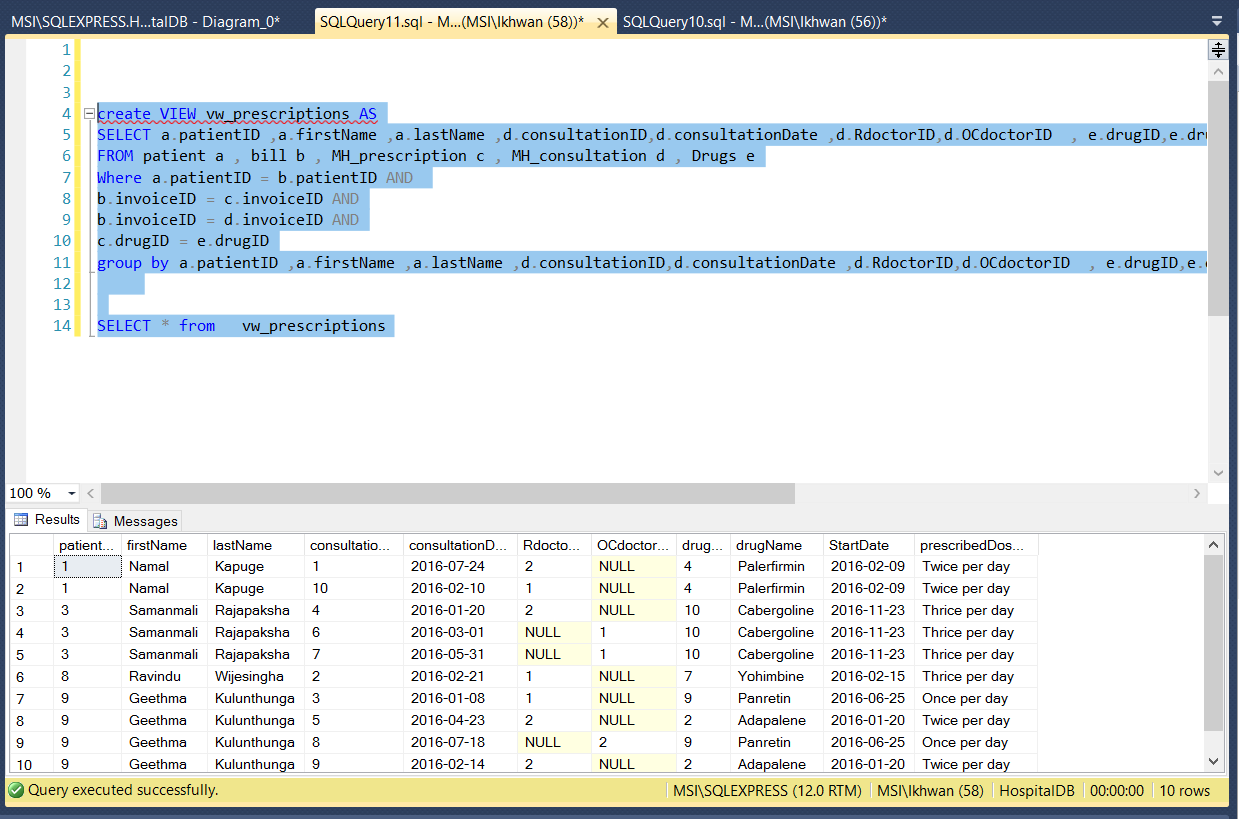 MSI\SQLEXPRESS.H...talDB - Diagram_0* SQLQuery11.sql - M...(MSI\Ikhwan (58))* SQLQuery10.sql - M...(MSI\Ikhwan (56))*
1
2
3
4 create VIEW vw_prescriptions AS
5 SELECT a.patientID ,a.firstName ,a.lastName ,d.consultationID,d.consultationDate ,d.RdoctorID,d.OCdoctorID , e.drugID,e.dru
6 FROM patient a , bill b , MH_prescription c , MH_consultation d , Drugs e
7 Where a.patientID = b.patientID AND
8 b.invoiceID = c.invoiceID AND
9 b.invoiceID = d.invoiceID AND
10 c.drugID = e.drugID
11 group by a.patientID ,a.firstName ,a.lastName ,d.consultationID,d.consultationDate ,d.RdoctorID,d.OCdoctorID , e.drugID,e.
12
13
14 SELECT * from vw_prescriptions
100 %
Results Messages
patient... firstName lastName consultatio... consultationD... Rdocto... OCdoctor... drug... drugName StartDate prescribedDos...
1 1 Namal Kapuge 1 2016-07-24 2 NULL 4 Palerfirmin 2016-02-09 Twice per day
2 1 Namal Kapuge 10 2016-02-10 1 NULL 4 Palerfirmin 2016-02-09 Twice per day
3 3 Samanmali Rajapaksha 4 2016-01-20 2 NULL 10 Cabergoline 2016-11-23 Thrice per day
4 3 Samanmali Rajapaksha 6 2016-03-01 NULL 1 10 Cabergoline 2016-11-23 Thrice per day
5 3 Samanmali Rajapaksha 7 2016-05-31 NULL 1 10 Cabergoline 2016-11-23 Thrice per day
6 8 Ravindu Wijesingha 2 2016-02-21 1 NULL 7 Yohimbine 2016-02-15 Thrice per day
7 9 Geethma Kulunthunga 3 2016-01-08 1 NULL 9 Panretin 2016-06-25 Once per day
8 9 Geethma Kulunthunga 5 2016-04-23 2 NULL 2 Adapalene 2016-01-20 Twice per day
9 9 Geethma Kulunthunga 8 2016-07-18 NULL 2 9 Panretin 2016-06-25 Once per day
10 9 Geethma Kulunthunga 9 2016-02-14 2 NULL 2 Adapalene 2016-01-20 Twice per day
Query executed successfully. MSI\SQLEXPRESS (12.0 RTM) MSI\Ikhwan (58) HospitalDB 00:00:00 10 rows